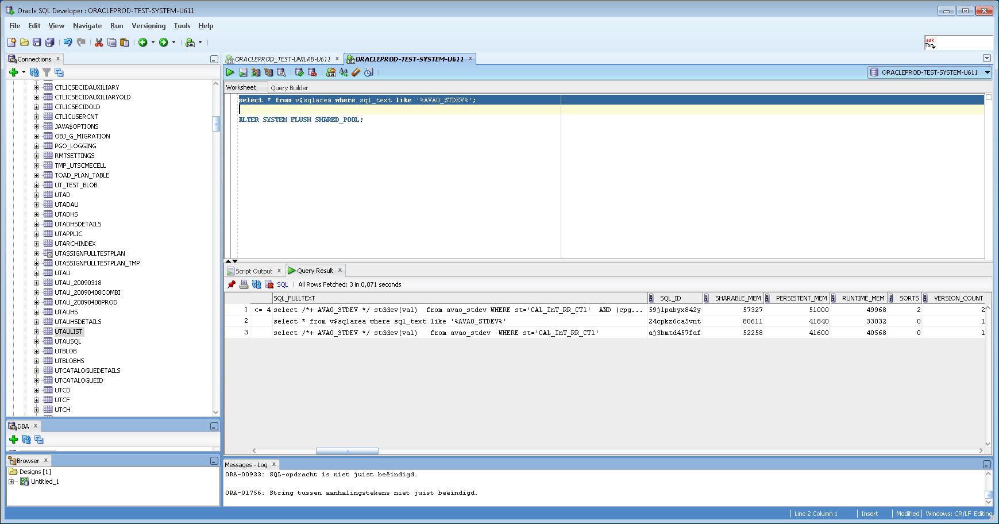 Oracle SQL Developer : ORACLEPROD-TEST-SYSTEM-U611
File Edit View Navigate Run Versioning Tools Help
ask
Tom
Connections
CTLICSECIDAUXILIARY
CTLICSECIDAUXILIARYOLD
CTLICSECIDOLD
CTLICUSERCNT
JAVA$OPTIONS
OBJ_G_MIGRATION
PGO_LOGGING
RMTSETTINGS
TMP_UTSCMECELL
TOAD_PLAN_TABLE
UT_TEST_BLOB
UTAD
UTADAU
UTADHS
UTADHSDETAILS
UTAPPLIC
UTARCHINDEX
UTASSIGNFULLTESTPLAN
UTASSIGNFULLTESTPLAN_TMP
UTAU
UTAU_20090318
UTAU_20090408COMBI
UTAU_20090408PROD
UTAUHS
UTAUHSDETAILS
UTAULIST
UTAUSQL
UTBLOB
UTBLOBHS
UTCATALOGUEDETAILS
UTCATALOGUEID
UTCD
UTCF
UTCH
DBA
Browser
Designs [1]
Untitled_1
ORACLEPROD_TEST-UNILAB-U611
ORACLEPROD-TEST-SYSTEM-U611
ORACLEPROD-TEST-SYSTEM-U611
Worksheet Query Builder
select * from v$sqlarea where sql_text like '%AVAO_STDEV%';
ALTER SYSTEM FLUSH SHARED_POOL;
Script Output Query Result
SQL All Rows Fetched: 3 in 0,071 seconds
SQL_FULLTEXT SQL_ID SHARABLE_MEM PERSISTENT_MEM RUNTIME_MEM SORTS VERSION_COUNT
1 <= 4 select /*+ AVAO_STDEV */ stddev(val) from avao_stdev WHERE st='CAL_InT_RR_CT1' AND (cpg... 59j1pabyx842y 57327 51000 49968 2 2
2 select * from v$sqlarea where sql_text like '%AVAO_STDEV%' 24cpkz6ca5vnt 80611 41840 33032 0 1
3 select /*+ AVAO_STDEV */ stddev(val) from avao_stdev WHERE st='CAL_InT_RR_CT1' aj3bmtd457faf 52258 41600 40568 0 1
Messages - Log
ORA-00933: SQL-opdracht is niet juist beëindigd.
ORA-01756: String tussen aanhalingstekens niet juist beëindigd.
Line 2 Column 1 Insert Modified Windows: CR/LF Editing